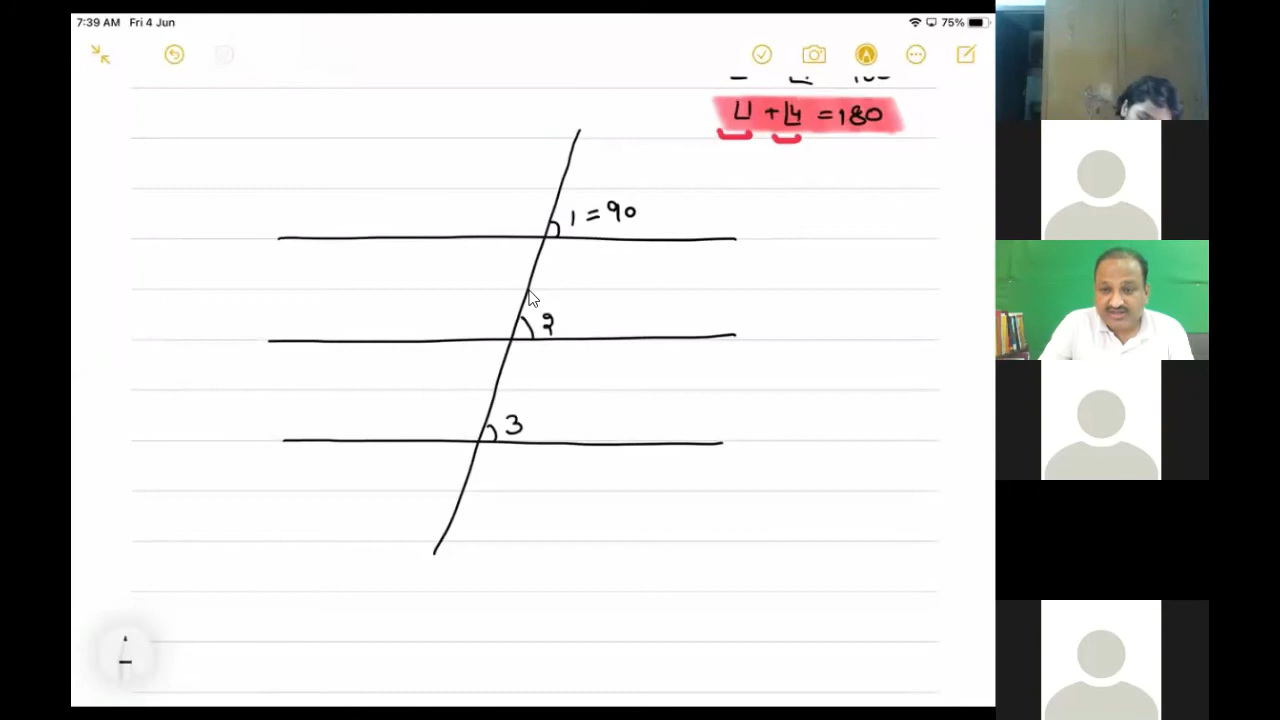 7:39 AM Fri 4 Jun
75%
∠1 + ∠4 = 180
1 = 90
2
3